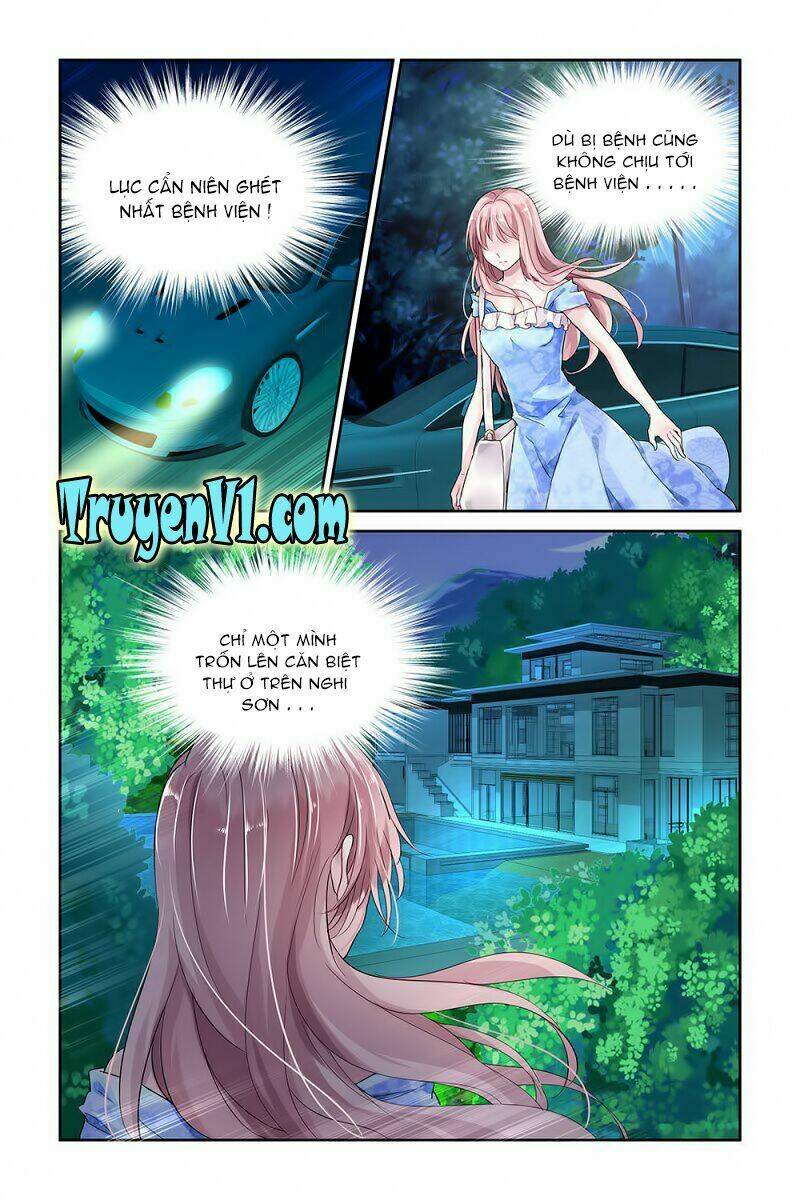 LỤC CẨN NIÊN GHÉT
NHẤT BỆNH VIỆN !
DÙ BỊ BỆNH CŨNG
KHÔNG CHỊU TỚI
BỆNH VIỆN . . . . .
TruyenV1.com
CHỈ MỘT MÌNH
TRỐN LÊN CĂN BIỆT
THỰ Ở TRÊN NGHI
SƠN . . .